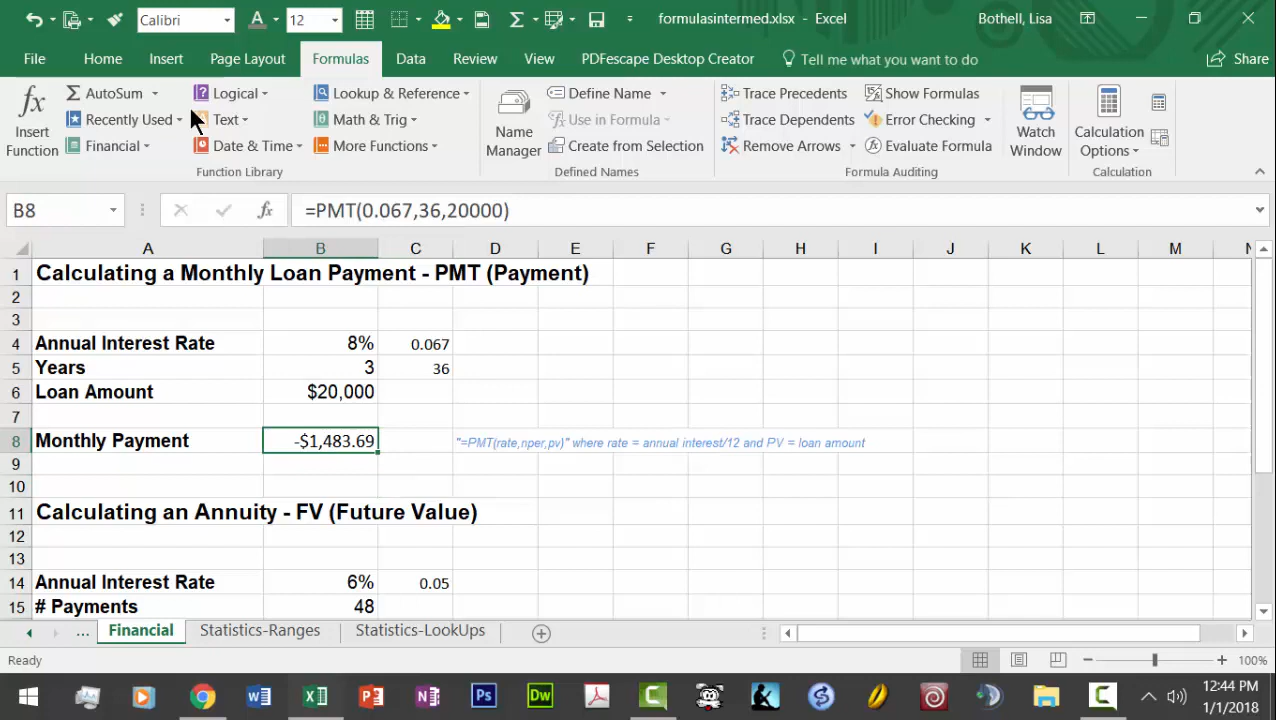 Calibri
12
formulasintermed.xlsx - Excel
Bothell, Lisa
File Home Insert Page Layout Formulas Data Review View PDFescape Desktop Creator Tell me what you want to do Share
fx Insert Function
AutoSum
Recently Used
Financial
Logical
Text
Date & Time
Lookup & Reference
Math & Trig
More Functions
Function Library
Name Manager
Define Name
Use in Formula
Create from Selection
Defined Names
Trace Precedents
Trace Dependents
Remove Arrows
Show Formulas
Error Checking
Evaluate Formula
Formula Auditing
Watch Window
Calculation Options
Calculation
B8 fx =PMT(0.067,36,20000)
A B C D E F G H I J K L M N
1 Calculating a Monthly Loan Payment - PMT (Payment)
2
3
4 Annual Interest Rate 8% 0.067
5 Years 3 36
6 Loan Amount $20,000
7
8 Monthly Payment -$1,483.69 "=PMT(rate,nper,pv)" where rate = annual interest/12 and PV = loan amount
9
10
11 Calculating an Annuity - FV (Future Value)
12
13
14 Annual Interest Rate 6% 0.05
15 # Payments 48
... Financial Statistics-Ranges Statistics-LookUps
Ready 100%
12:44 PM
1/1/2018